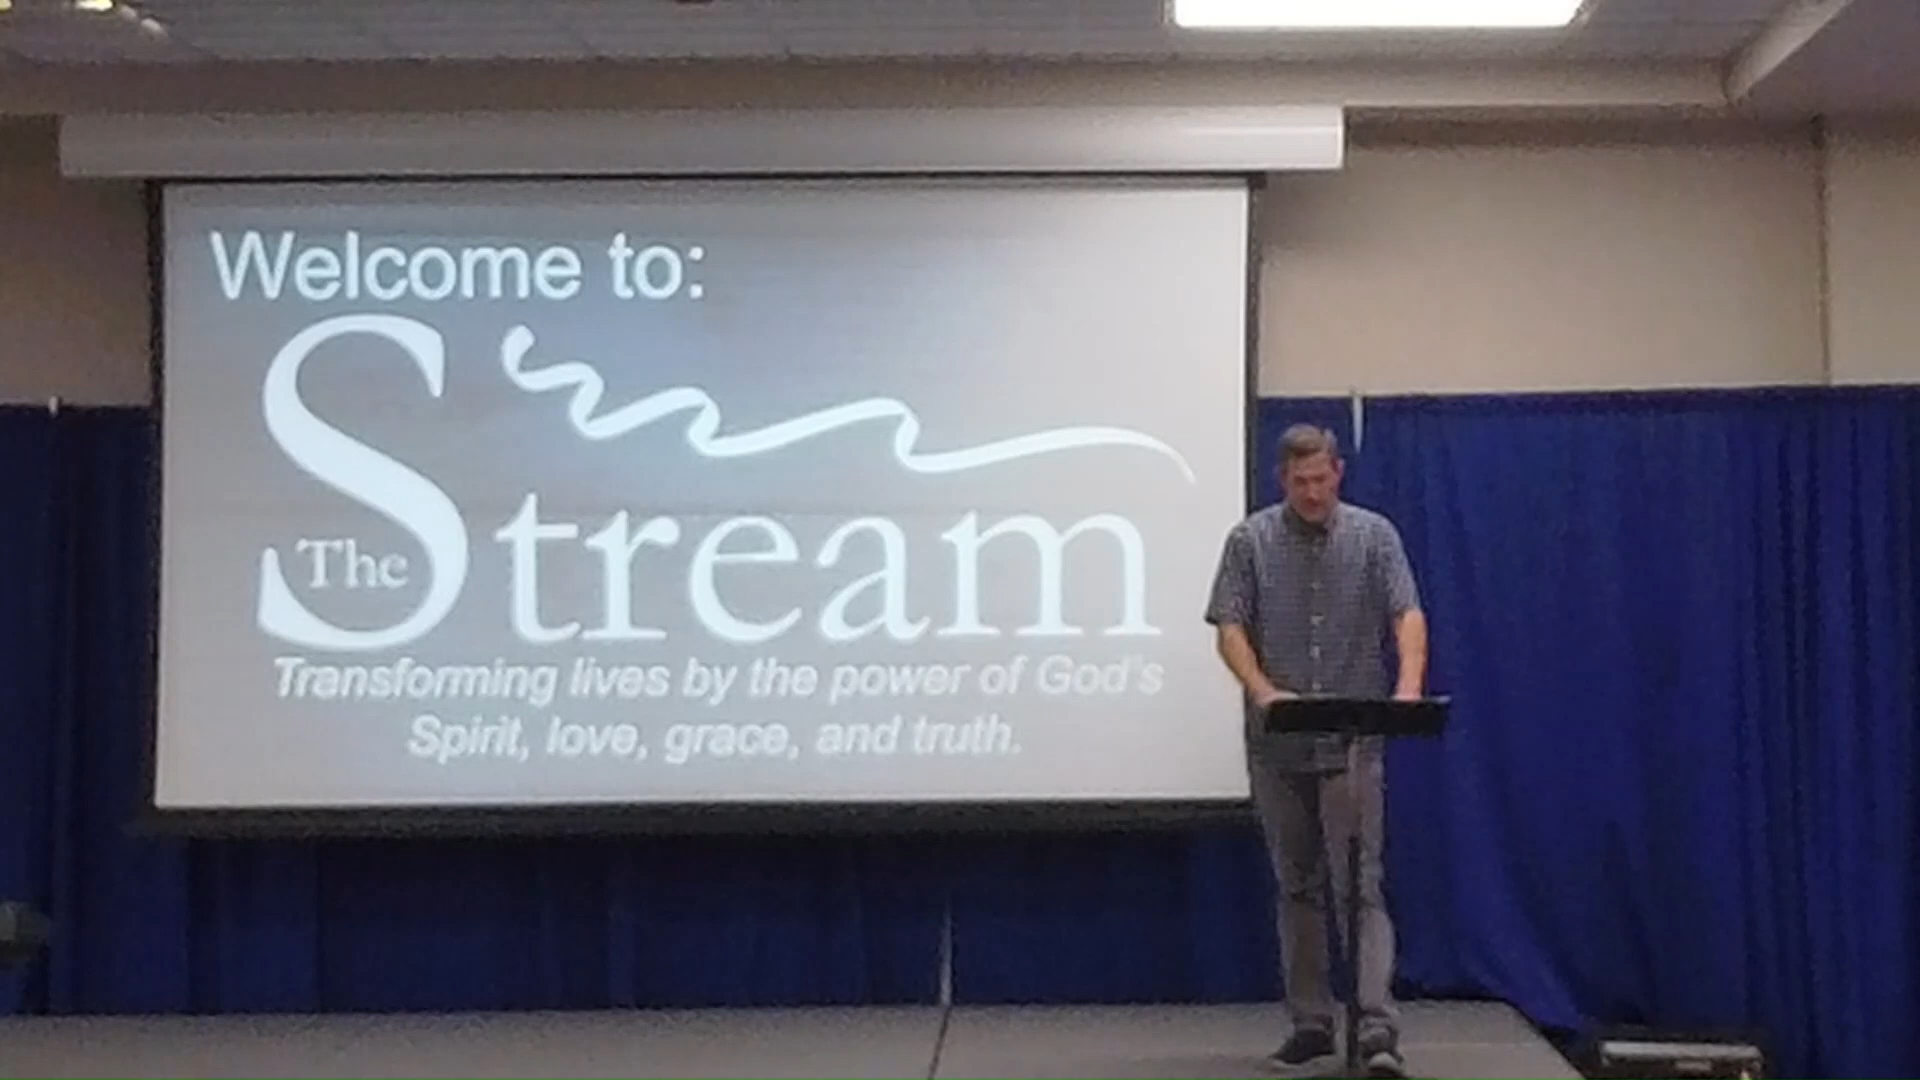 Welcome to:
The Stream
Transforming lives by the power of God's
Spirit, love, grace, and truth.